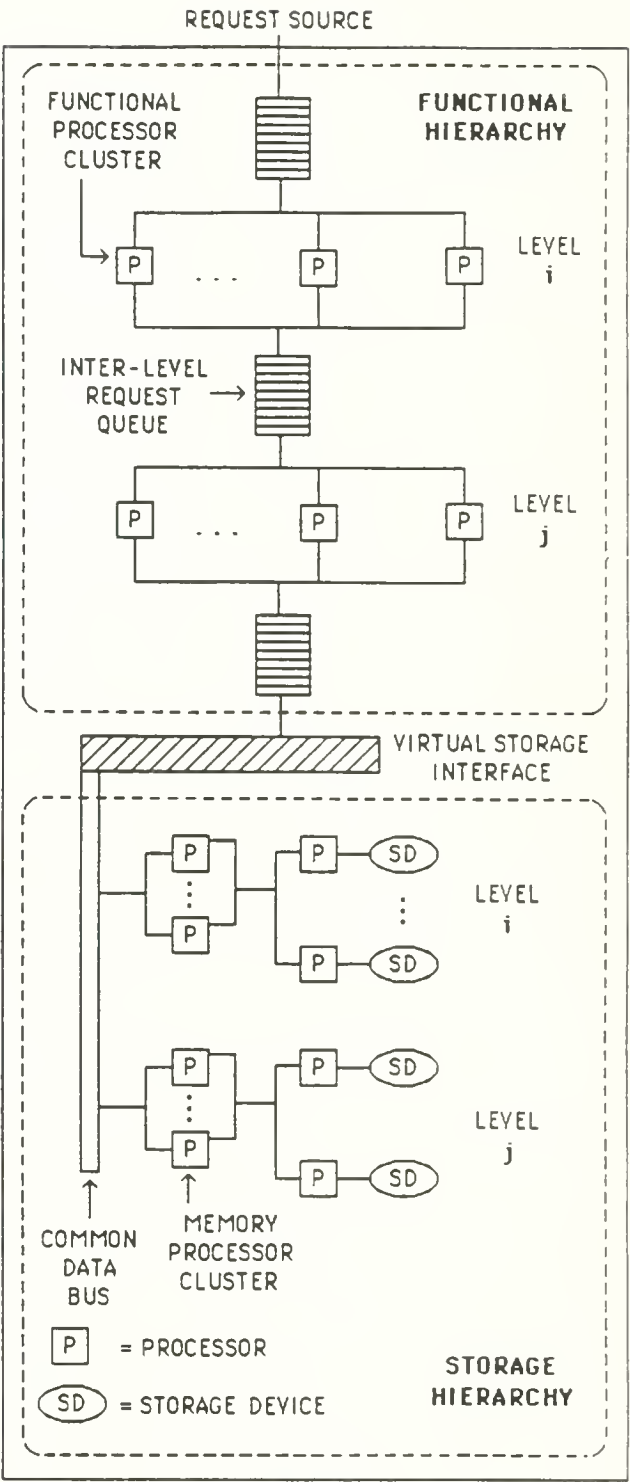 REQUEST SOURCE
FUNCTIONAL
PROCESSOR
CLUSTER
FUNCTIONAL
HIERARCHY
P
. . .
P
P
LEVEL
i
INTER-LEVEL
REQUEST
QUEUE
P
. . .
P
P
LEVEL
j
VIRTUAL STORAGE
INTERFACE
P
P
SD
P
P
SD
LEVEL
i
P
P
SD
P
P
SD
LEVEL
j
COMMON
DATA
BUS
MEMORY
PROCESSOR
CLUSTER
P = PROCESSOR
SD = STORAGE DEVICE
STORAGE
HIERARCHY